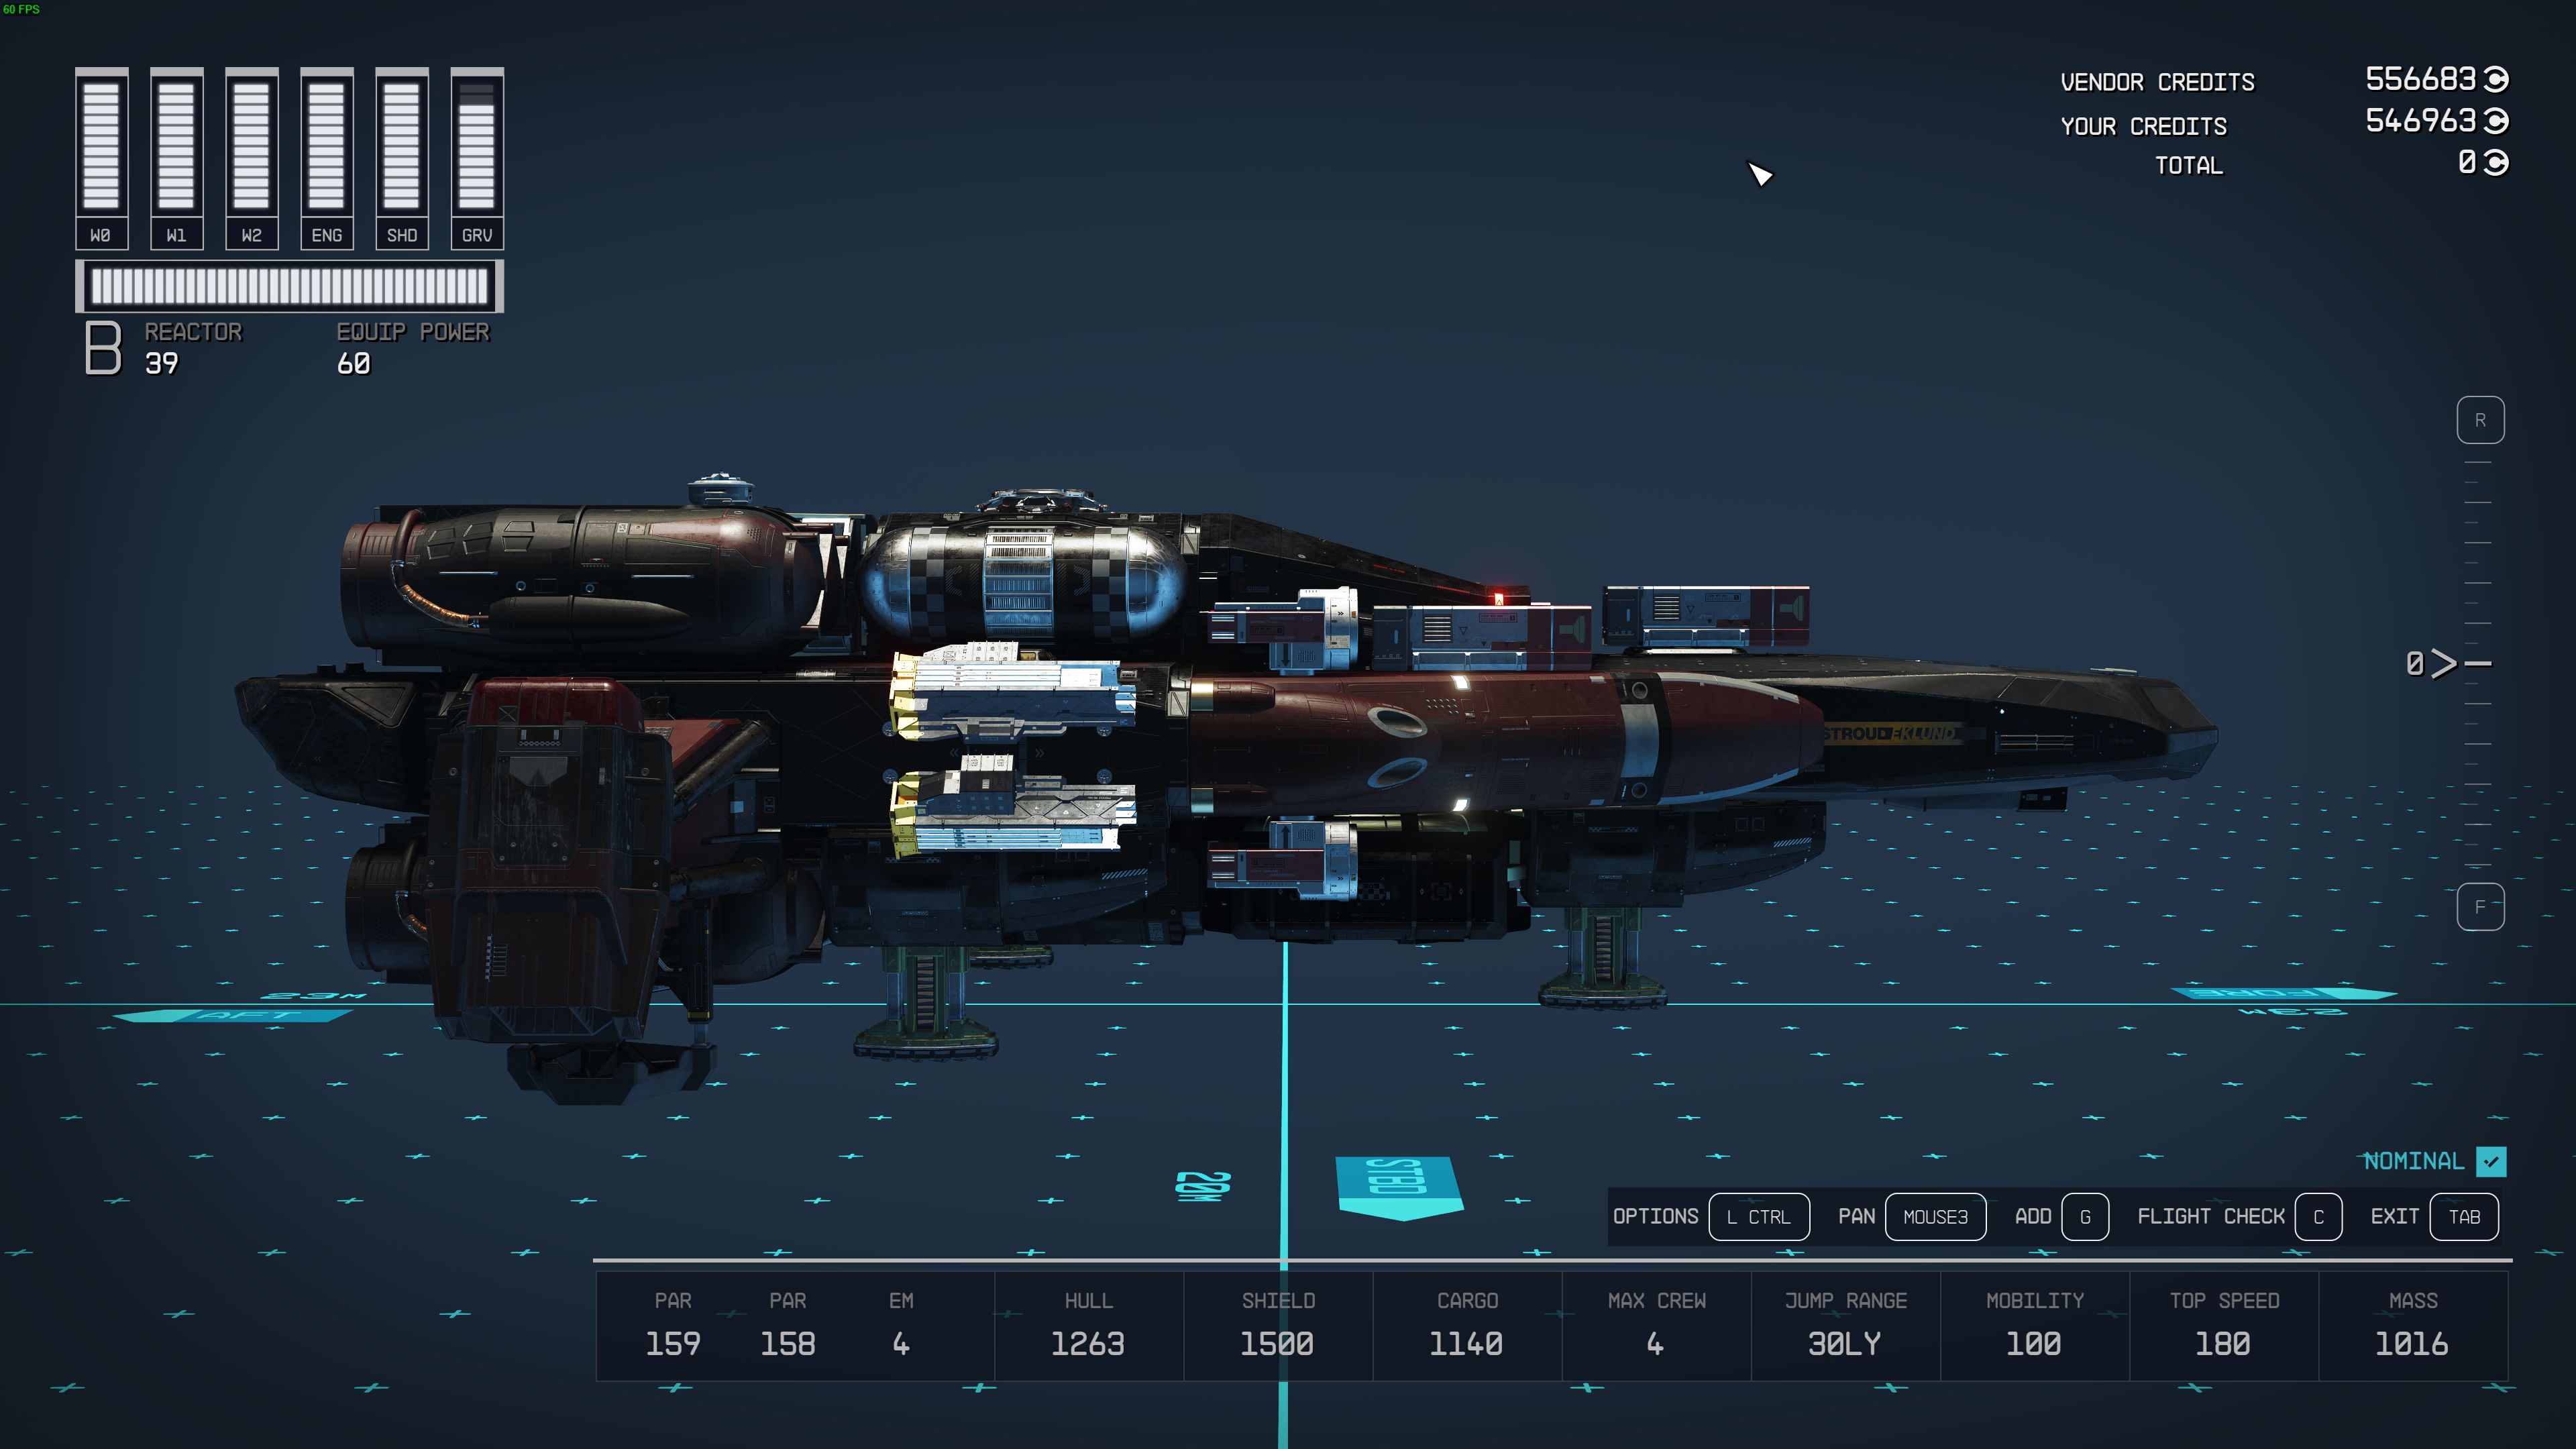 60 FPS
VENDOR CREDITS 556683
YOUR CREDITS 546963
TOTAL 0
W0 W1 W2 ENG SHD GRV
B REACTOR EQUIP POWER
39 60
R
0
F
STROUD EKLUND
23M
AFT
FORE
23M
20M
STBD
NOMINAL
OPTIONS L CTRL PAN MOUSE3 ADD G FLIGHT CHECK C EXIT TAB
PAR PAR EM HULL SHIELD CARGO MAX CREW JUMP RANGE MOBILITY TOP SPEED MASS
159 158 4 1263 1500 1140 4 30LY 100 180 1016